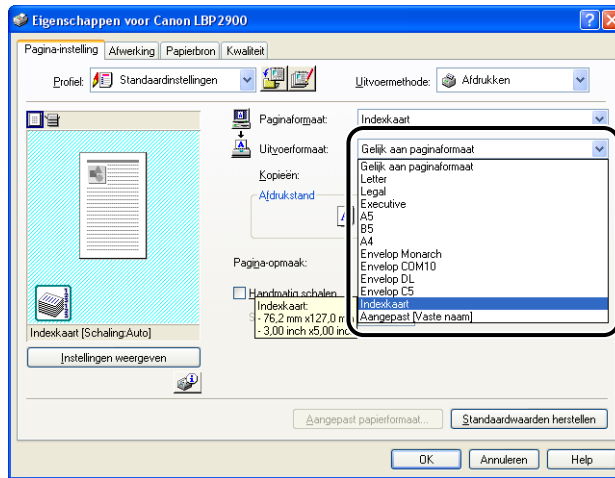 Eigenschappen voor Canon LBP2900
Pagina-instelling Afwerking Papierbron Kwaliteit
Profiel: Standaardinstellingen Uitvoermethode: Afdrukken
Paginaformaat: Indexkaart
Uitvoerformaat: Gelijk aan paginaformaat
Gelijk aan paginaformaat
Letter
Legal
Executive
A5
B5
A4
Envelop Monarch
Envelop COM10
Envelop DL
Envelop C5
Indexkaart
Aangepast [Vaste naam]
Kopieën:
Afdrukstand
A
Pagina-opmaak:
Handmatig schalen
Indexkaart:
- 76,2 mm x127,0 m
- 3,00 inch x5,00 inc
Indexkaart [Schaling:Auto]
Instellingen weergeven
Aangepast papierformaat... Standaardwaarden herstellen
OK Annuleren Help